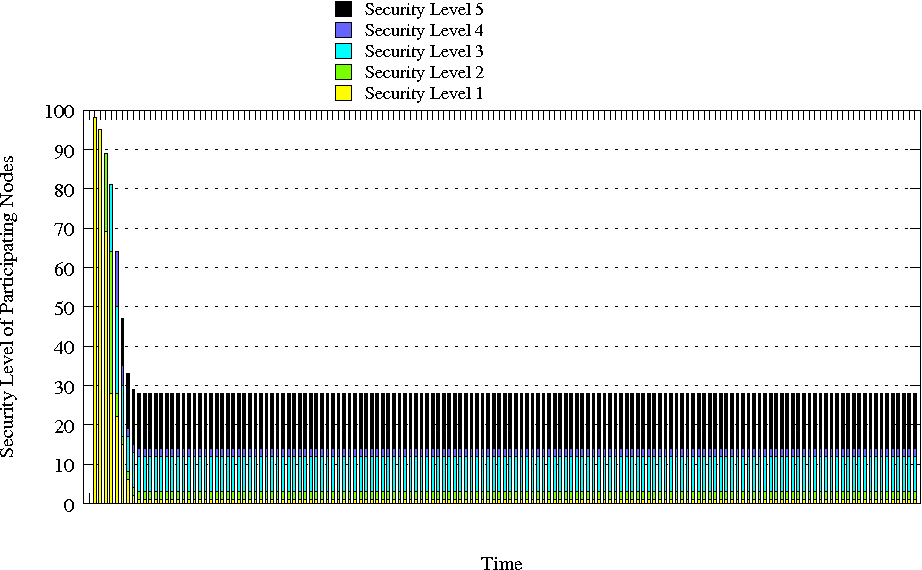 Security Level 5
Security Level 4
Security Level 3
Security Level 2
Security Level 1
100
90
80
70
60
50
40
30
20
10
0
Security Level of Participating Nodes
Time